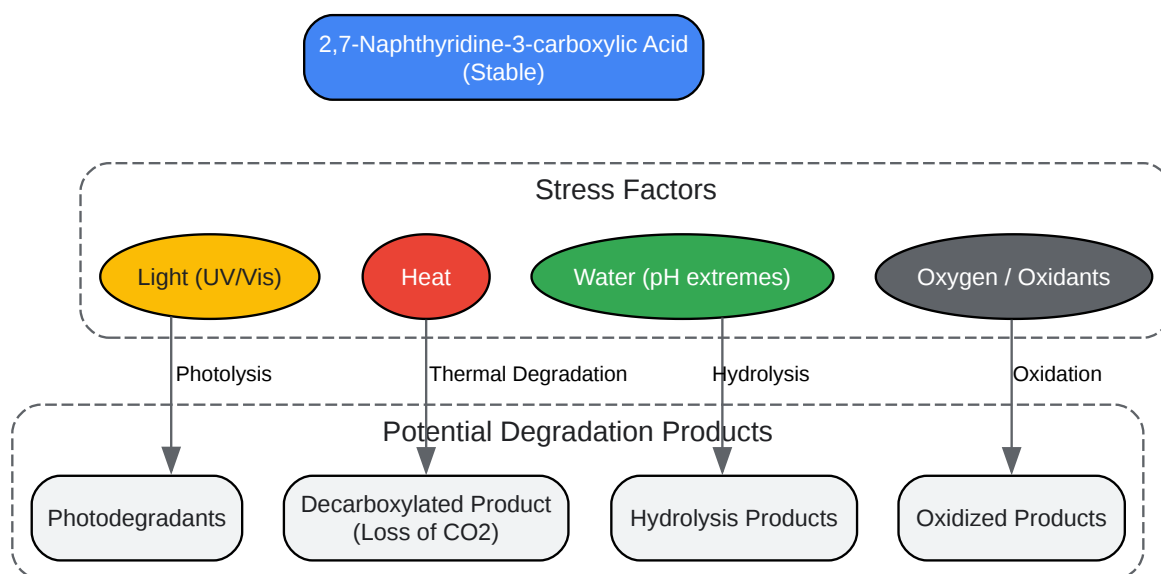 2,7-Naphthyridine-3-carboxylic Acid
(Stable)
Stress Factors
Light (UV/Vis)
Heat
Water (pH extremes)
Oxygen / Oxidants
Photolysis
Thermal Degradation
Hydrolysis
Oxidation
Potential Degradation Products
Photodegradants
Decarboxylated Product
(Loss of CO2)
Hydrolysis Products
Oxidized Products